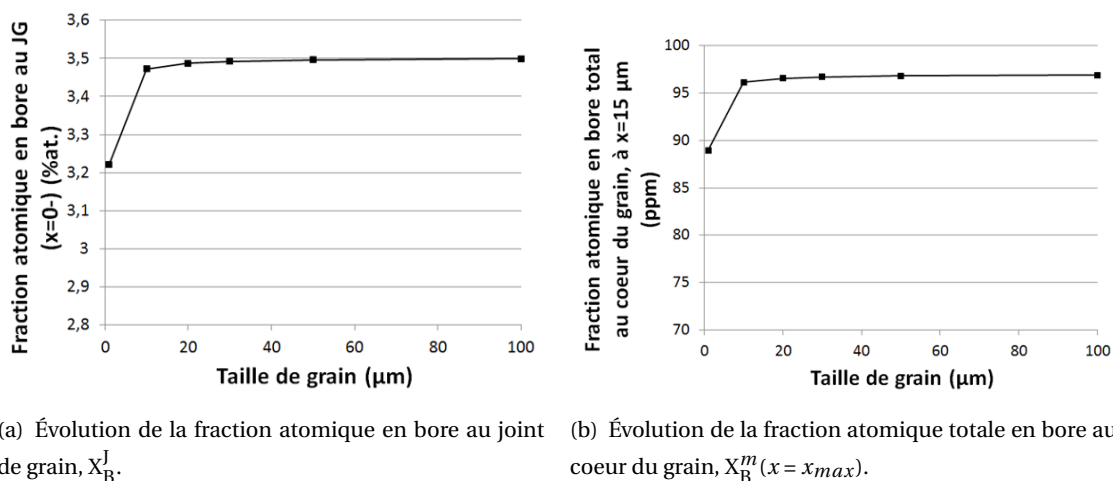 Fraction atomique en bore au JG
(x=0-) (%at.)
3,6
3,5
3,4
3,3
3,2
3,1
3
2,9
2,8
0
20
40
60
80
100
Taille de grain (µm)
Fraction atomique en bore total
au coeur du grain, à x=15 µm
(ppm)
100
95
90
85
80
75
70
0
20
40
60
80
100
Taille de grain (µm)
(a) Évolution de la fraction atomique en bore au joint
de grain, X_B^J.
(b) Évolution de la fraction atomique totale en bore au
coeur du grain, X_B^m(x = x_max).